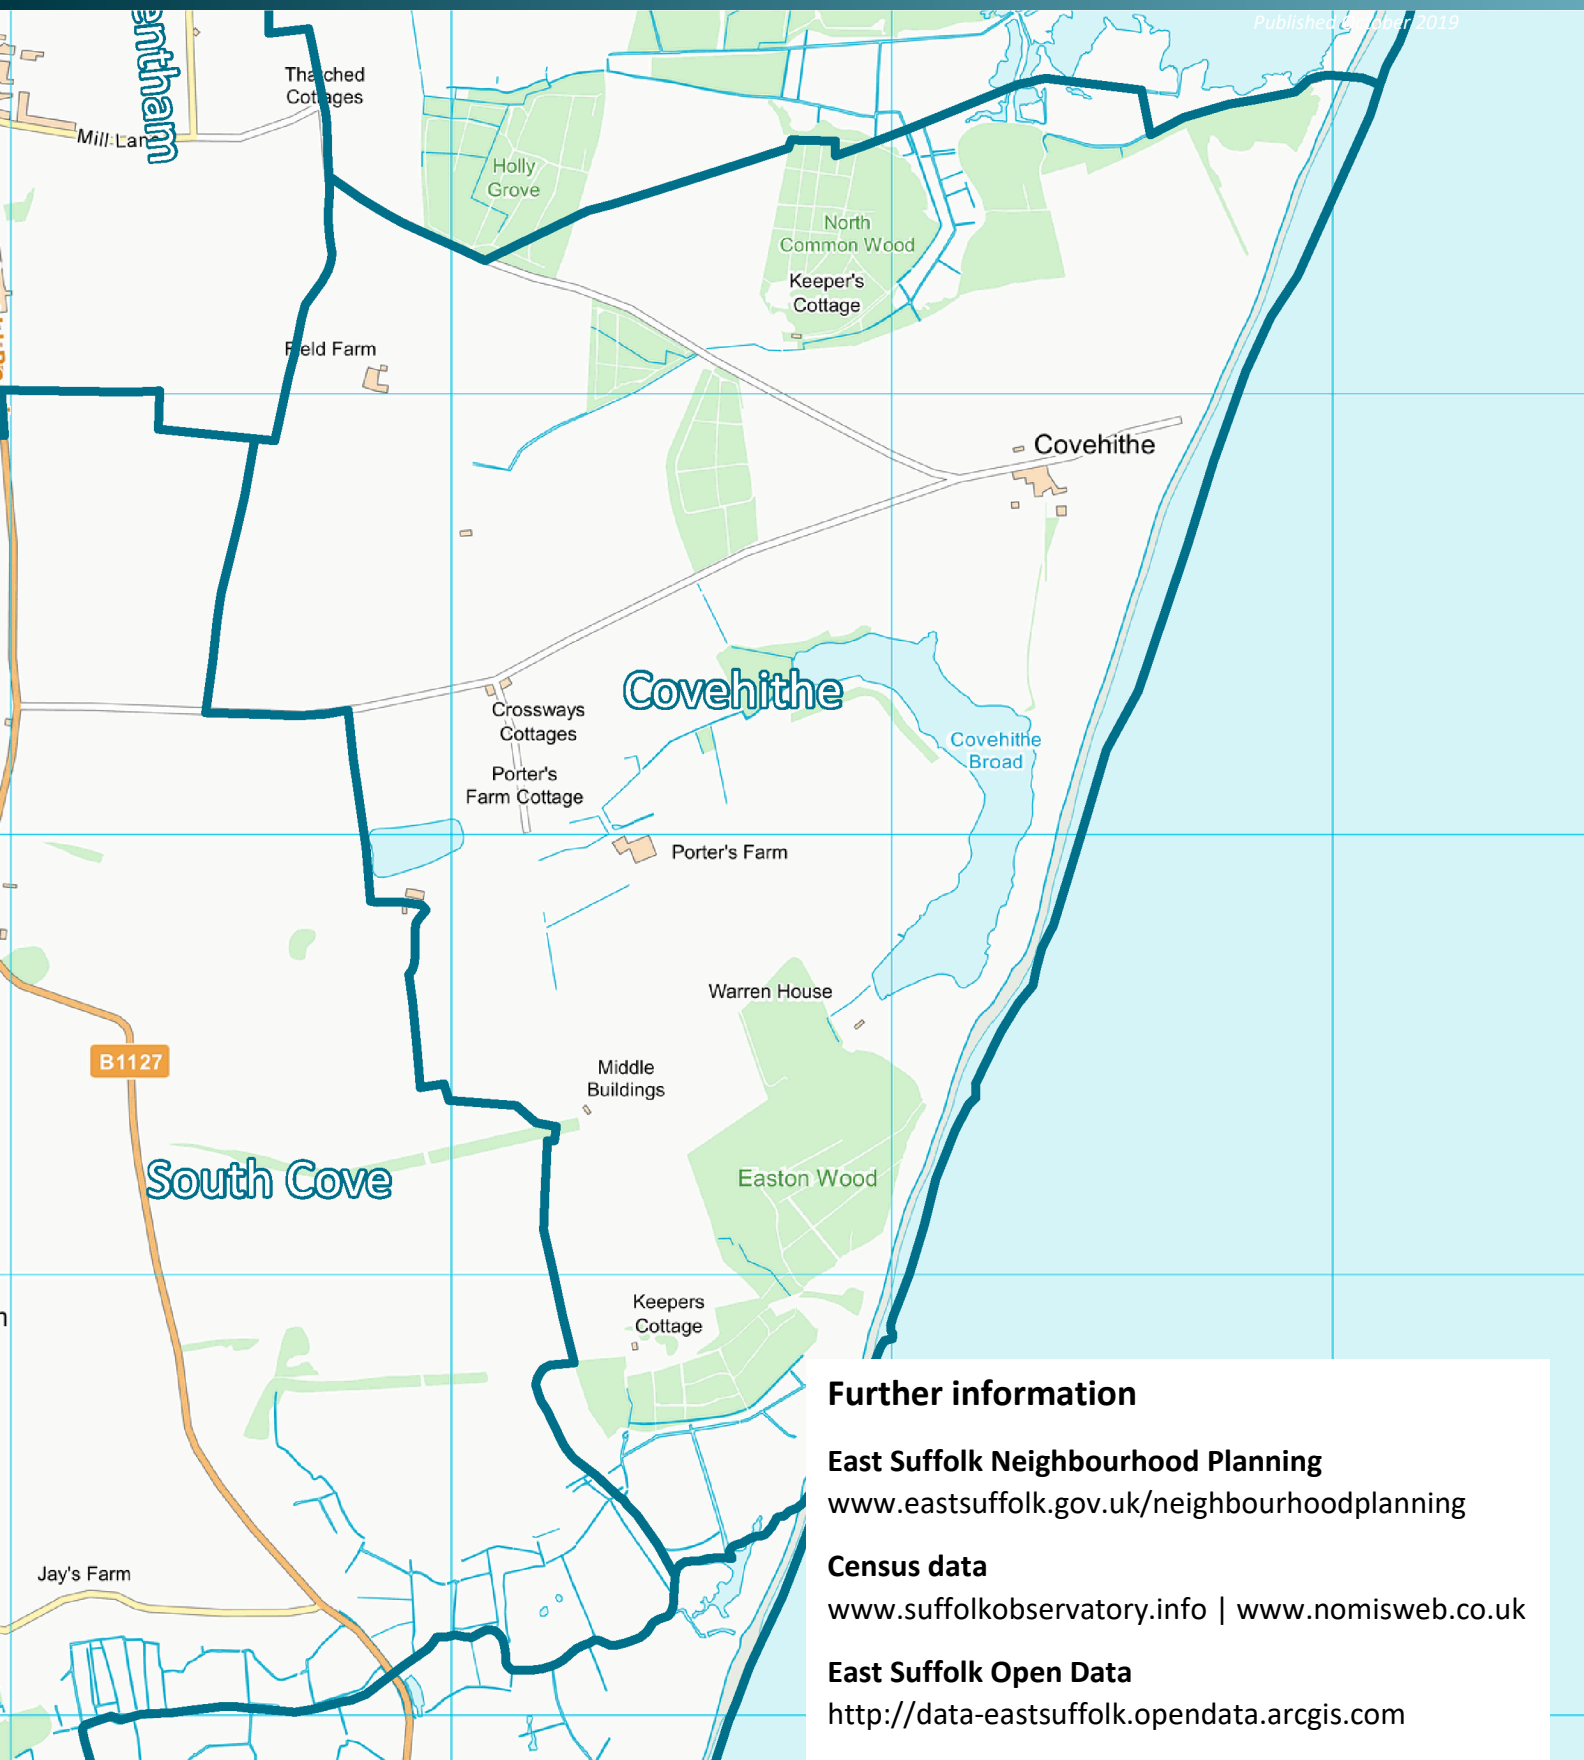 Published October 2019
Thatched
Cottages
Mill Lane
Holly
Grove
North
Common Wood
Keeper's
Cottage
Field Farm
Covehithe
Covehithe
Crossways
Cottages
Covehithe
Broad
Porter's
Farm Cottage
Porter's Farm
Warren House
B1127
Middle
Buildings
South Cove
Easton Wood
Keepers
Cottage
Jay's Farm
Further information
East Suffolk Neighbourhood Planning
www.eastsuffolk.gov.uk/neighbourhoodplanning
Census data
www.suffolkobservatory.info | www.nomisweb.co.uk
East Suffolk Open Data
http://data-eastsuffolk.opendata.arcgis.com